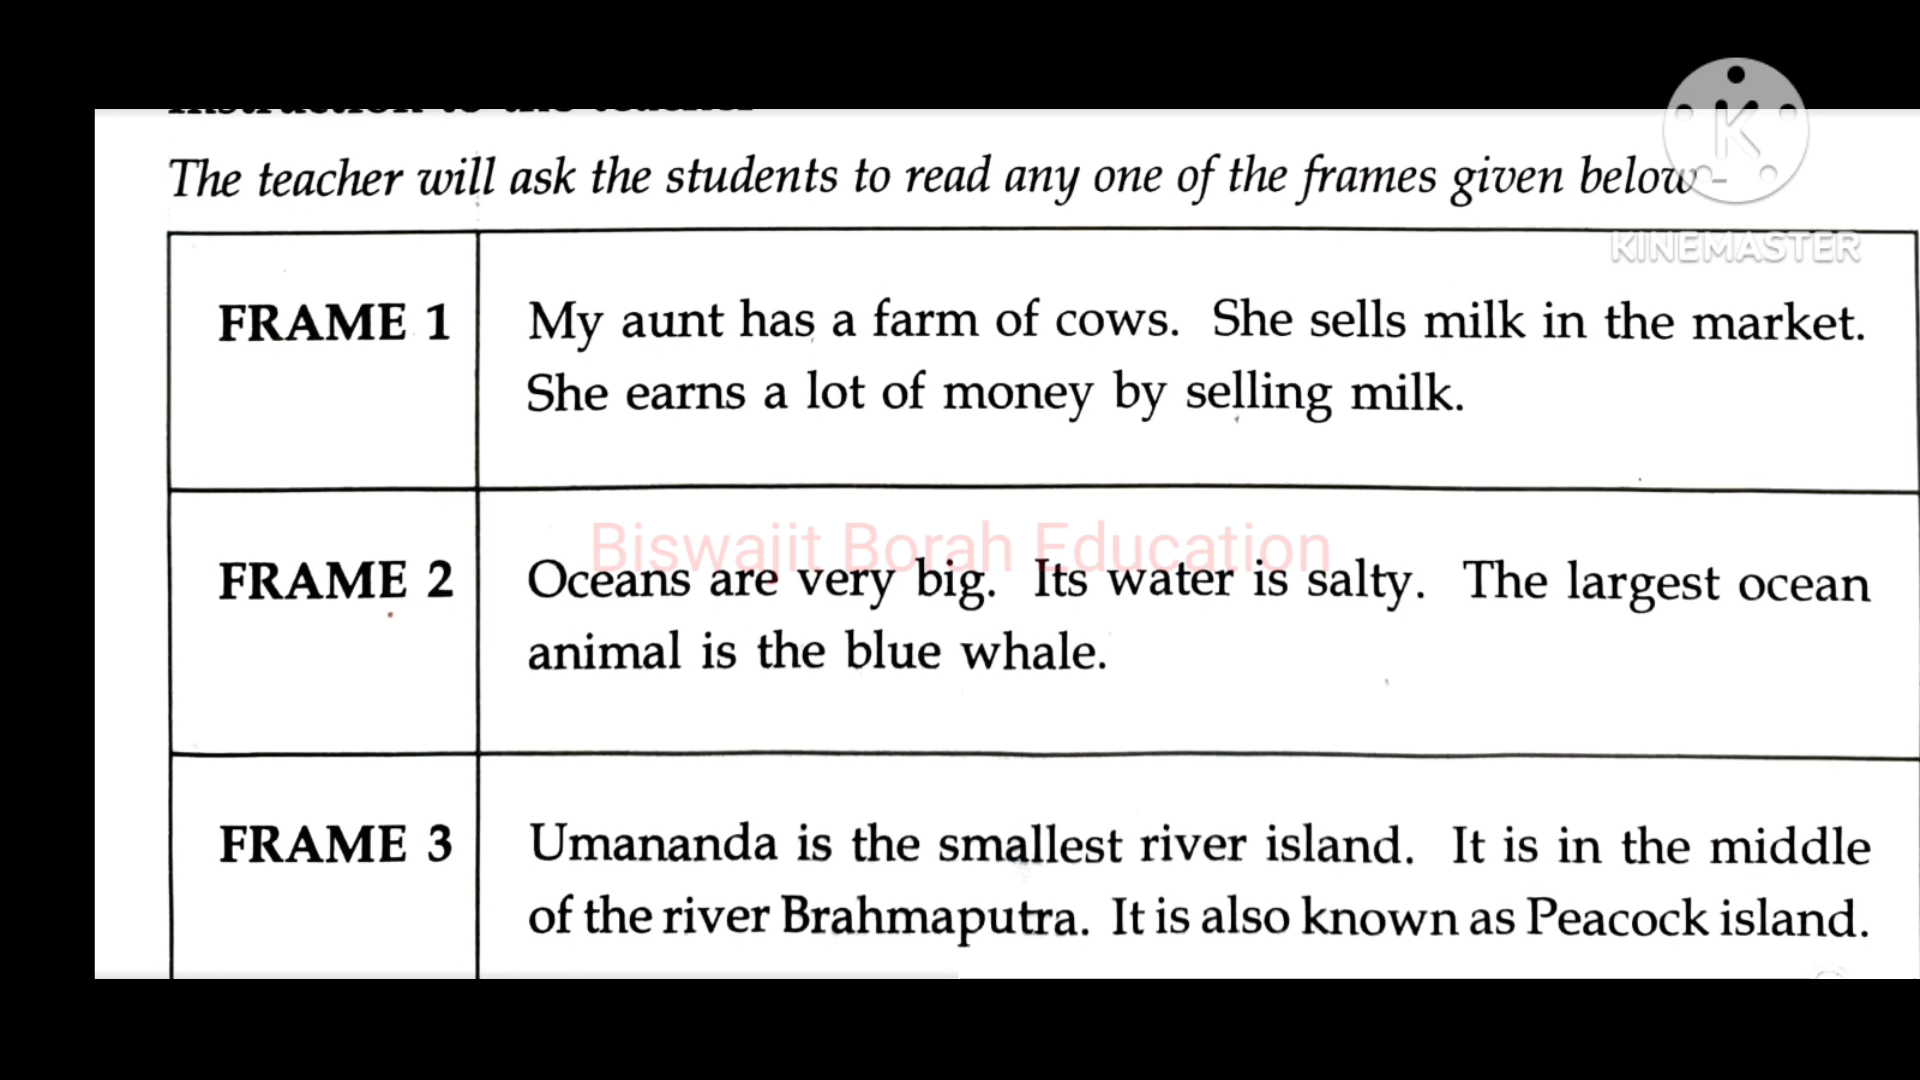 Instruction to the teacher
The teacher will ask the students to read any one of the frames given below -
KINEMASTER
FRAME 1
My aunt has a farm of cows. She sells milk in the market.
She earns a lot of money by selling milk.
Biswajit Borah Education
FRAME 2
Oceans are very big. Its water is salty. The largest ocean
animal is the blue whale.
FRAME 3
Umananda is the smallest river island. It is in the middle
of the river Brahmaputra. It is also known as Peacock island.